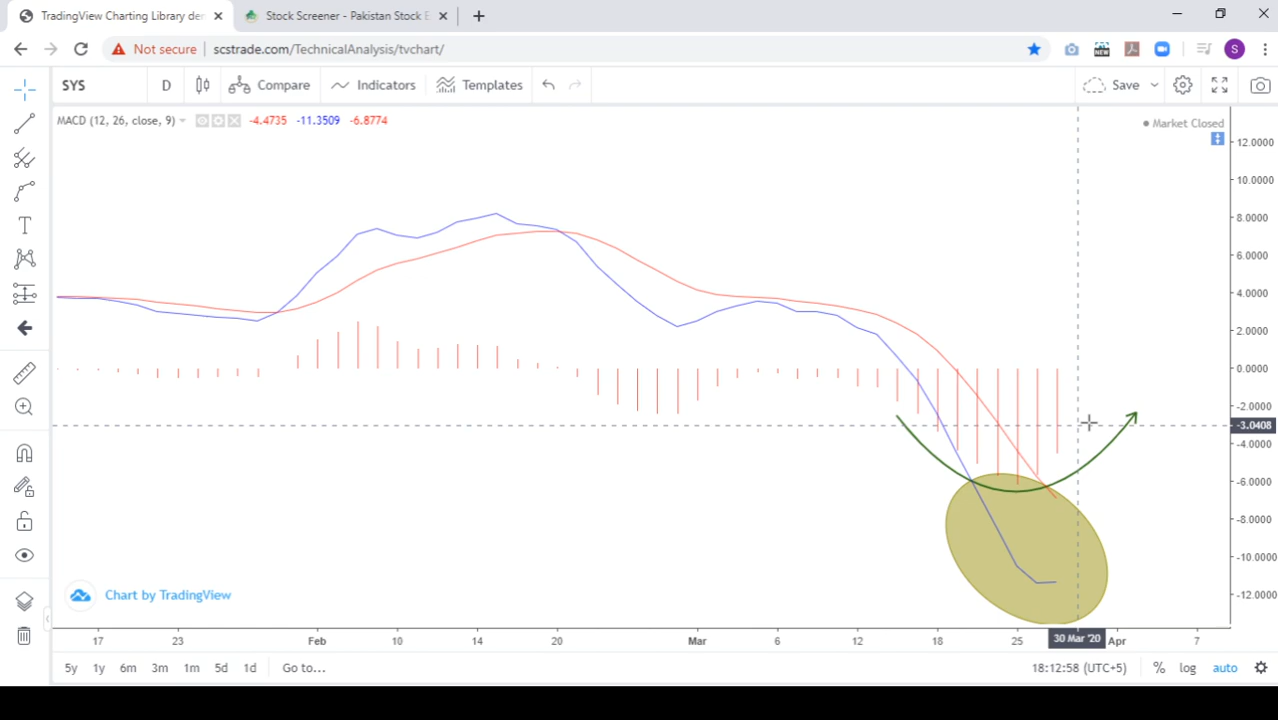 TradingView Charting Library den
Stock Screener - Pakistan Stock E
Not secure scstrade.com/TechnicalAnalysis/tvchart/
NEW
S
SYS D Compare Indicators Templates Save
MACD (12, 26, close, 9) -4.4735 -11.3509 -6.8774
Market Closed
12.0000
10.0000
8.0000
6.0000
4.0000
2.0000
0.0000
-2.0000
-3.0408
-4.0000
-6.0000
-8.0000
-10.0000
-12.0000
Chart by TradingView
17 23 Feb 10 14 20 Mar 6 12 18 25 30 Mar '20 Apr 7
5y 1y 6m 3m 1m 5d 1d Go to... 18:12:58 (UTC+5) % log auto